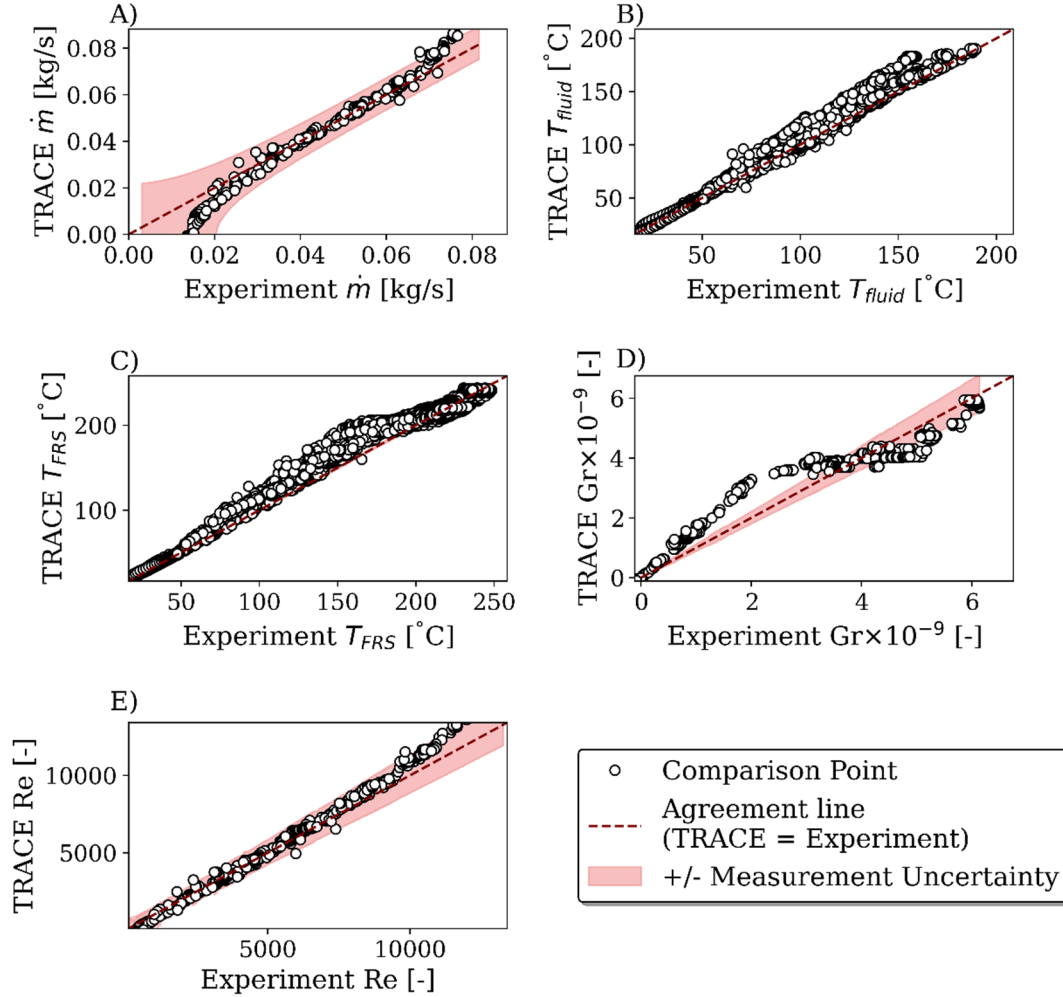 A)
TRACE ṁ [kg/s]
0.08
0.06
0.04
0.02
0.00
0.00 0.02 0.04 0.06 0.08
Experiment ṁ [kg/s]
B)
TRACE T_fluid [°C]
200
150
100
50
50 100 150 200
Experiment T_fluid [°C]
C)
TRACE T_FRS [°C]
200
100
50 100 150 200 250
Experiment T_FRS [°C]
D)
TRACE Gr×10⁻⁹ [-]
6
4
2
0
0 2 4 6
Experiment Gr×10⁻⁹ [-]
E)
TRACE Re [-]
10000
5000
5000 10000
Experiment Re [-]
Comparison Point
Agreement line
(TRACE = Experiment)
+/- Measurement Uncertainty